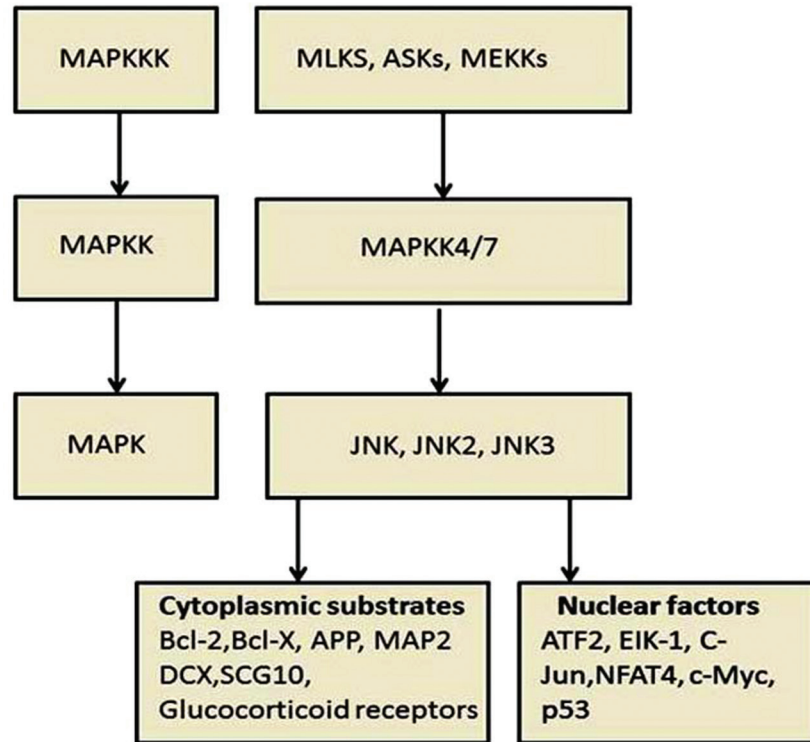 MAPKKK
MLKS, ASKs, MEKKs
MAPKK
MAPKK4/7
MAPK
JNK, JNK2, JNK3
Cytoplasmic substrates
Bcl-2,Bcl-X, APP, MAP2
DCX,SCG10,
Glucocorticoid receptors
Nuclear factors
ATF2, EIK-1, C-
Jun,NFAT4, c-Myc,
p53